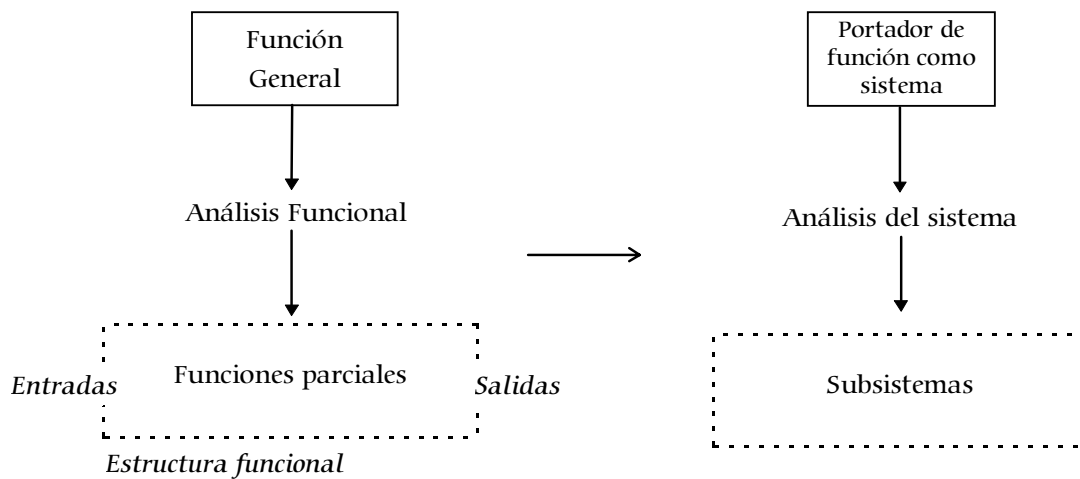 Función
General
Análisis Funcional
Entradas
Funciones parciales
Salidas
Estructura funcional
Portador de
función como
sistema
Análisis del sistema
Subsistemas